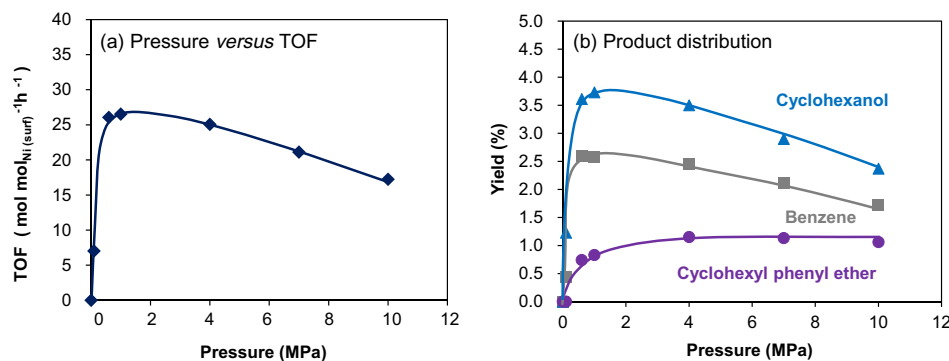 (a) Pressure versus TOF
TOF ( mol mol Ni (surf) -1 h -1 )
40
35
30
25
20
15
10
5
0
0 2 4 6 8 10 12
Pressure (MPa)
(b) Product distribution
Yield (%)
5.0
4.5
4.0
3.5
3.0
2.5
2.0
1.5
1.0
0.5
0.0
Cyclohexanol
Benzene
Cyclohexyl phenyl ether
0 2 4 6 8 10 12
Pressure (MPa)